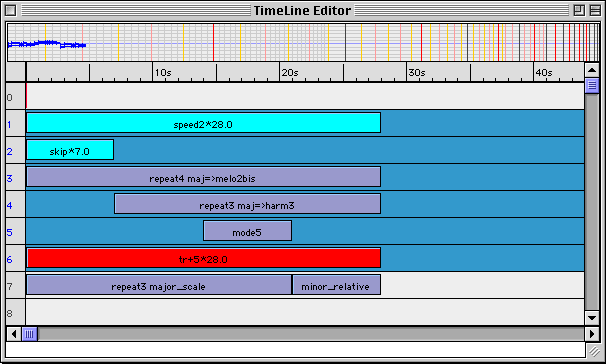 TimeLine Editor
10s 20s 30s 40s
0
1 speed2*28.0
2 skip*7.0
3 repeat4 maj=>melo2bis
4 repeat3 maj=>harm3
5 mode5
6 tr+5*28.0
7 repeat3 major_scale minor_relative
8